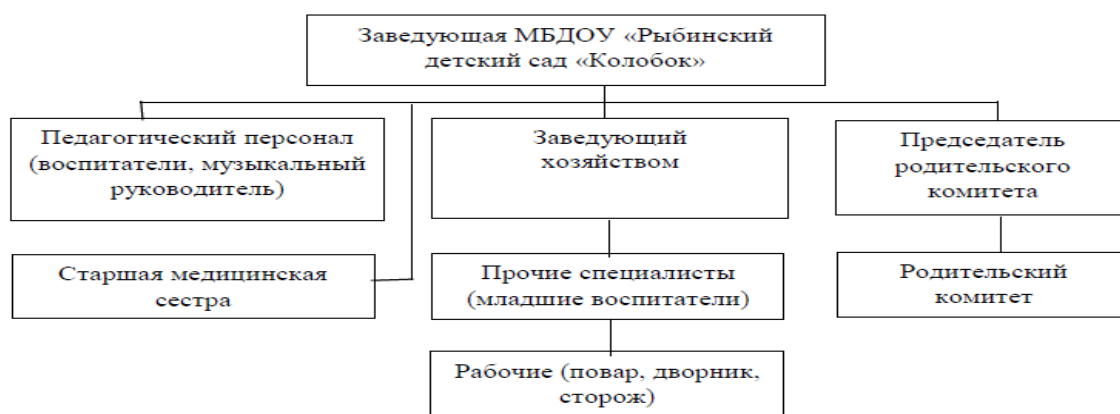 Заведующая МБДОУ «Рыбинский
детский сад «Колобок»
Педагогический персонал
(воспитатели, музыкальный
руководитель)
Заведующий
хозяйством
Председатель
родительского
комитета
Старшая медицинская
сестра
Прочие специалисты
(младшие воспитатели)
Родительский
комитет
Рабочие (повар, дворник,
сторож)